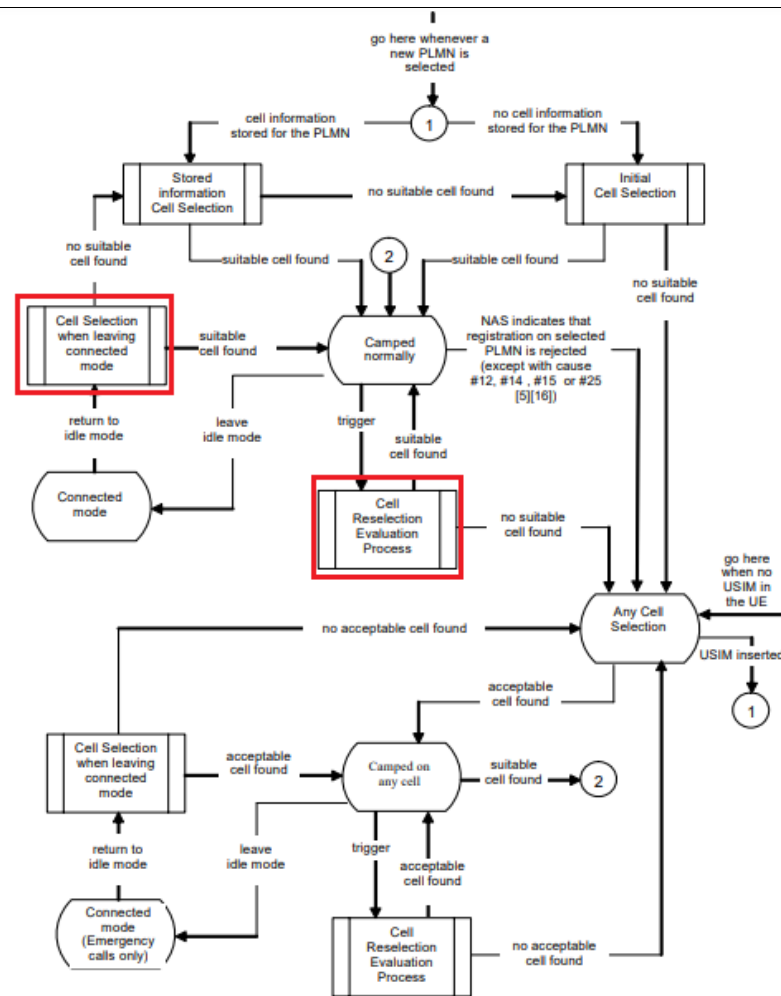 go here whenever a
new PLMN is
selected
cell information
stored for the PLMN
1
no cell information
stored for the PLMN
Stored
information
Cell Selection
no suitable cell found
Initial
Cell Selection
no suitable
cell found
suitable cell found
2
suitable cell found
no suitable
cell found
Cell Selection
when leaving
connected
mode
suitable
cell found
Camped
normally
NAS indicates that
registration on selected
PLMN is rejected
(except with cause
#12, #14 , #15 or #25
[5][16])
return to
idle mode
leave
idle mode
trigger
suitable
cell found
Connected
mode
Cell
Reselection
Evaluation
Process
no suitable
cell found
go here
when no
USIM in
the UE
Any Cell
Selection
no acceptable cell found
USIM inserted
1
acceptable
cell found
Cell Selection
when leaving
connected
mode
acceptable
cell found
Camped on
any cell
suitable
cell found
2
return to
idle mode
leave
idle mode
trigger
acceptable
cell found
Connected
mode
(Emergency
calls only)
Cell
Reselection
Evaluation
Process
no acceptable
cell found